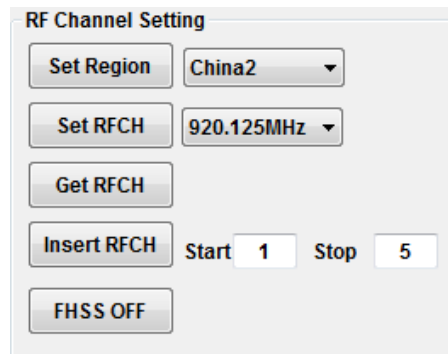 RF Channel Setting
Set Region China2
Set RFCH 920.125MHz
Get RFCH
Insert RFCH Start 1 Stop 5
FHSS OFF